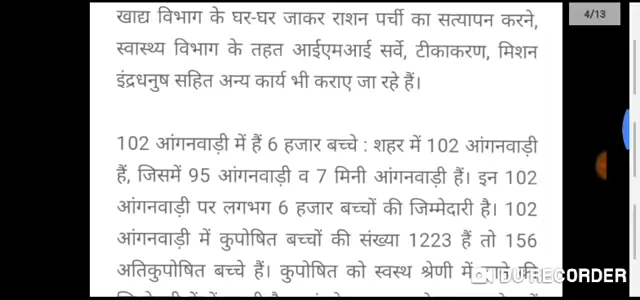 खाद्य विभाग के घर-घर जाकर राशन पर्ची का सत्यापन करने,
4/13
स्वास्थ्य विभाग के तहत आईएमआई सर्वे, टीकाकरण, मिशन
इंद्रधनुष सहित अन्य कार्य भी कराए जा रहे हैं।
102 आंगनवाड़ी में हैं 6 हजार बच्चे : शहर में 102 आंगनवाड़ी
हैं, जिसमें 95 आंगनवाड़ी व 7 मिनी आंगनवाड़ी हैं। इन 102
आंगनवाड़ी पर लगभग 6 हजार बच्चों की जिम्मेदारी है। 102
आंगनवाड़ी में कुपोषित बच्चों की संख्या 1223 हैं तो 156
अतिकुपोषित बच्चे हैं। कुपोषित को स्वस्थ श्रेणी में
DU RECORDER